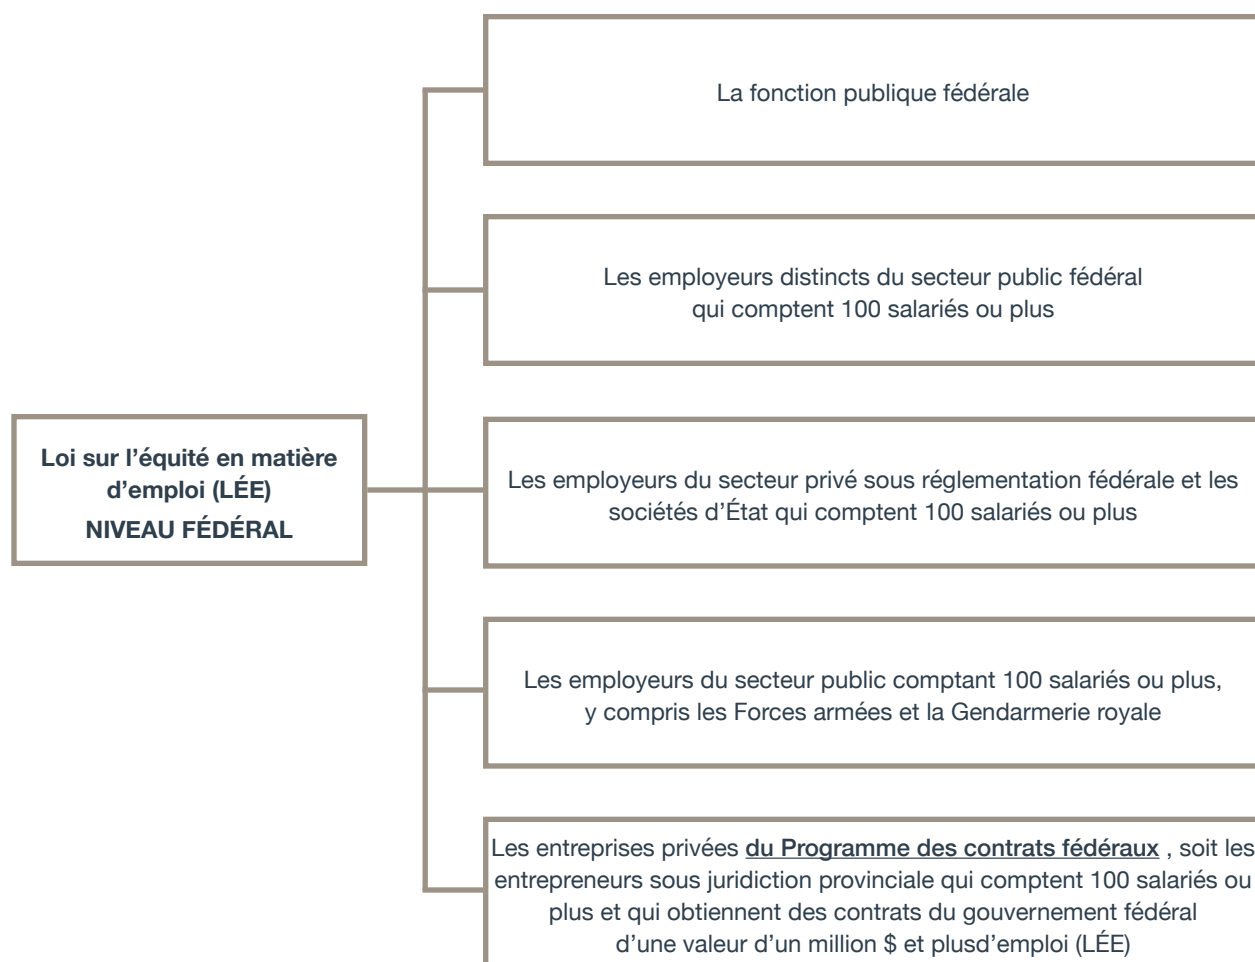 La fonction publique fédérale
Les employeurs distincts du secteur public fédéral
qui comptent 100 salariés ou plus
Loi sur l’équité en matière
d’emploi (LÉE)
NIVEAU FÉDÉRAL
Les employeurs du secteur privé sous réglementation fédérale et les
sociétés d’État qui comptent 100 salariés ou plus
Les employeurs du secteur public comptant 100 salariés ou plus,
y compris les Forces armées et la Gendarmerie royale
Les entreprises privées du Programme des contrats fédéraux , soit les
entrepreneurs sous juridiction provinciale qui comptent 100 salariés ou
plus et qui obtiennent des contrats du gouvernement fédéral
d’une valeur d’un million $ et plusd’emploi (LÉE)